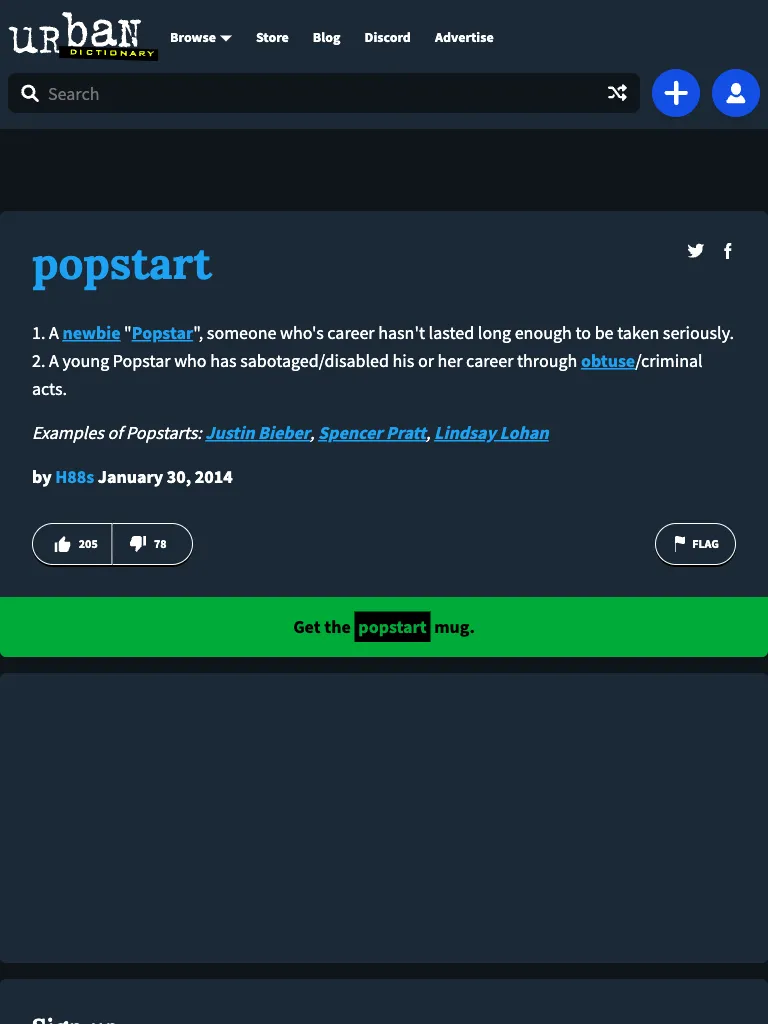 urban
DICTIONARY
Browse
Store
Blog
Discord
Advertise
Search
popstart
1. A newbie "Popstar", someone who's career hasn't lasted long enough to be taken seriously.
2. A young Popstar who has sabotaged/disabled his or her career through obtuse/criminal
acts.
Examples of Popstarts: Justin Bieber, Spencer Pratt, Lindsay Lohan
by H88s January 30, 2014
205
78
FLAG
Get the popstart mug.
Sign up